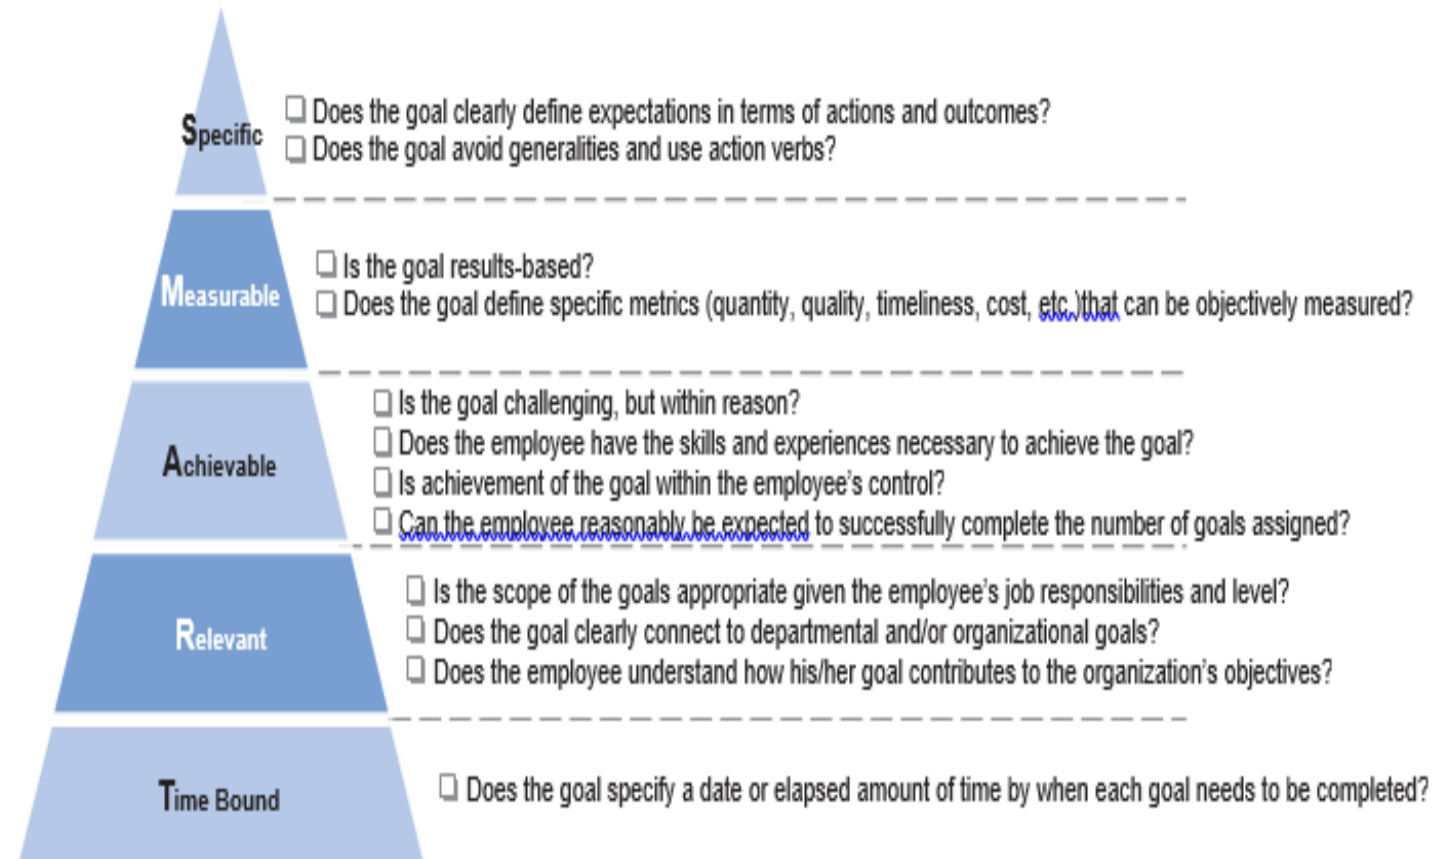 Specific
❑ Does the goal clearly define expectations in terms of actions and outcomes?
❑ Does the goal avoid generalities and use action verbs?
Measurable
❑ Is the goal results-based?
❑ Does the goal define specific metrics (quantity, quality, timeliness, cost, etc.)that can be objectively measured?
Achievable
❑ Is the goal challenging, but within reason?
❑ Does the employee have the skills and experiences necessary to achieve the goal?
❑ Is achievement of the goal within the employee’s control?
❑ Can the employee reasonably be expected to successfully complete the number of goals assigned?
Relevant
❑ Is the scope of the goals appropriate given the employee’s job responsibilities and level?
❑ Does the goal clearly connect to departmental and/or organizational goals?
❑ Does the employee understand how his/her goal contributes to the organization’s objectives?
Time Bound
❑ Does the goal specify a date or elapsed amount of time by when each goal needs to be completed?